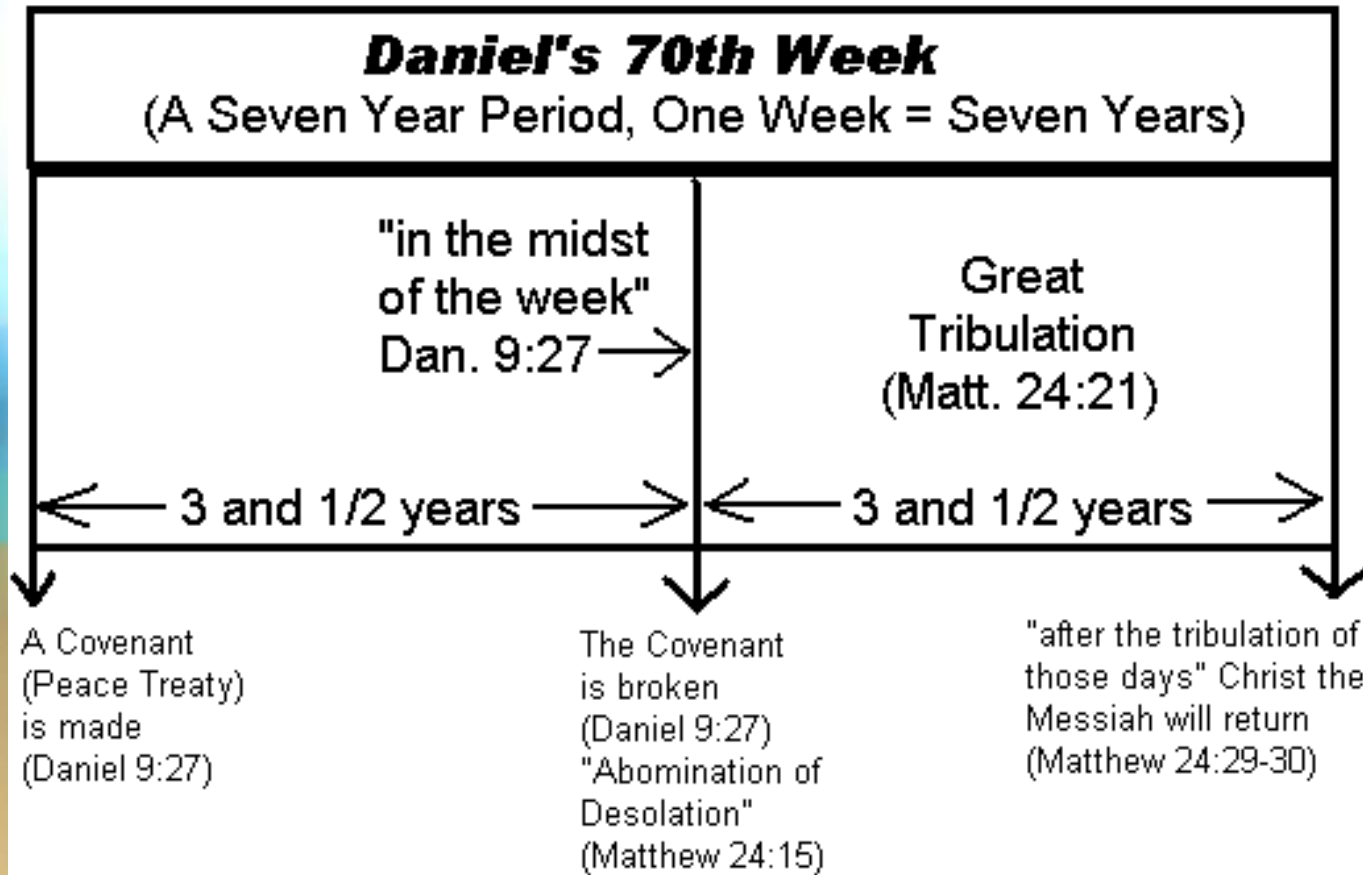 Daniel's 70th Week
(A Seven Year Period, One Week = Seven Years)
"in the midst
of the week"
Dan. 9:27
Great
Tribulation
(Matt. 24:21)
3 and 1/2 years
3 and 1/2 years
A Covenant
(Peace Treaty)
is made
(Daniel 9:27)
The Covenant
is broken
(Daniel 9:27)
"Abomination of
Desolation"
(Matthew 24:15)
"after the tribulation of
those days" Christ the
Messiah will return
(Matthew 24:29-30)